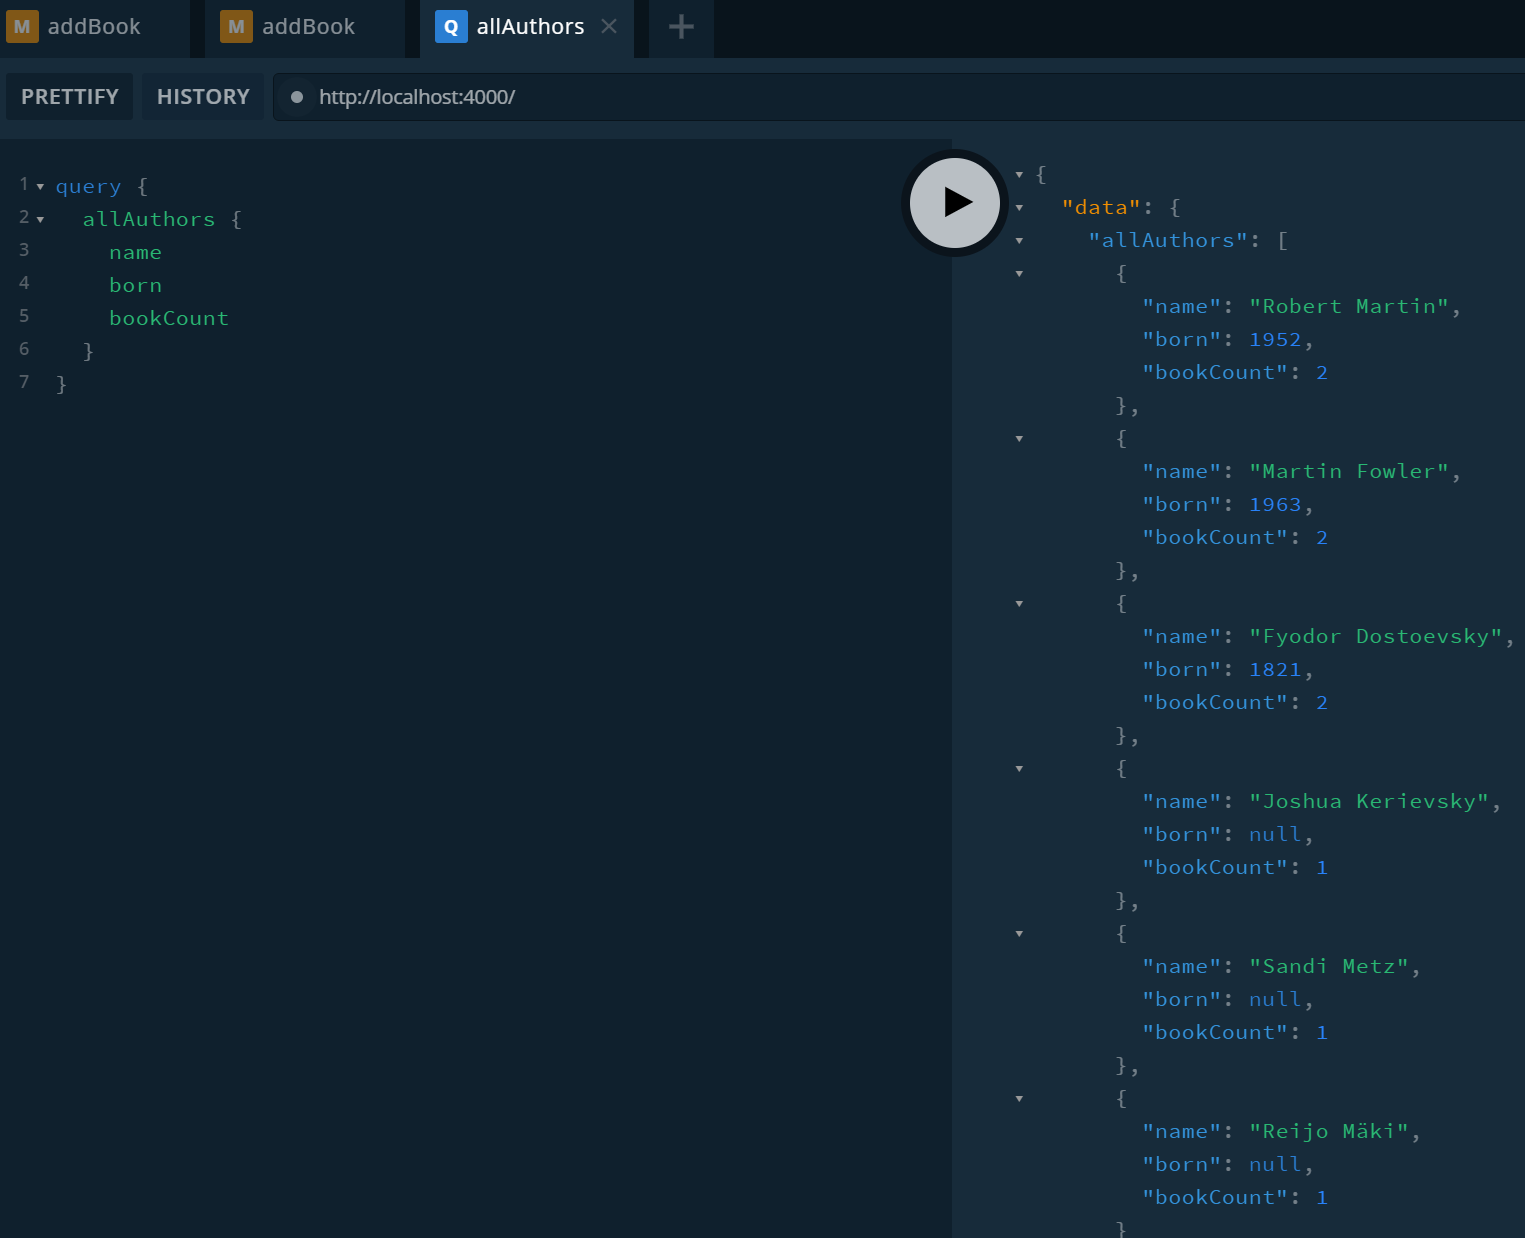 M addBook M addBook Q allAuthors
PRETTIFY HISTORY http://localhost:4000/
1 query {
2 allAuthors {
3 name
4 born
5 bookCount
6 }
7 }
{
"data": {
"allAuthors": [
{
"name": "Robert Martin",
"born": 1952,
"bookCount": 2
},
{
"name": "Martin Fowler",
"born": 1963,
"bookCount": 2
},
{
"name": "Fyodor Dostoevsky",
"born": 1821,
"bookCount": 2
},
{
"name": "Joshua Kerievsky",
"born": null,
"bookCount": 1
},
{
"name": "Sandi Metz",
"born": null,
"bookCount": 1
},
{
"name": "Reijo Mäki",
"born": null,
"bookCount": 1
}